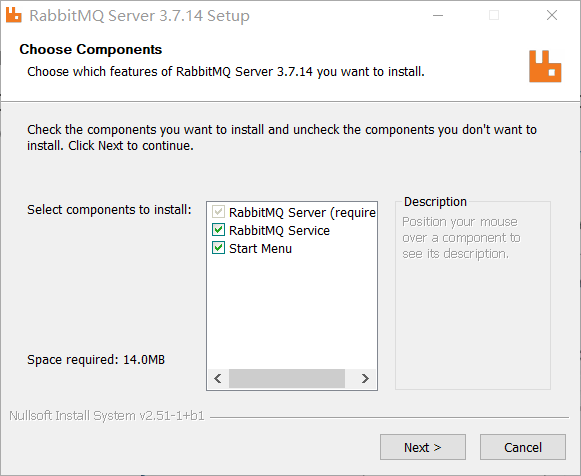 RabbitMQ Server 3.7.14 Setup
Choose Components
Choose which features of RabbitMQ Server 3.7.14 you want to install.
Check the components you want to install and uncheck the components you don't want to
install. Click Next to continue.
Select components to install:
RabbitMQ Server (require
RabbitMQ Service
Start Menu
Description
Position your mouse
over a component to
see its description.
Space required: 14.0MB
Nullsoft Install System v2.51-1+b1
Next >
Cancel